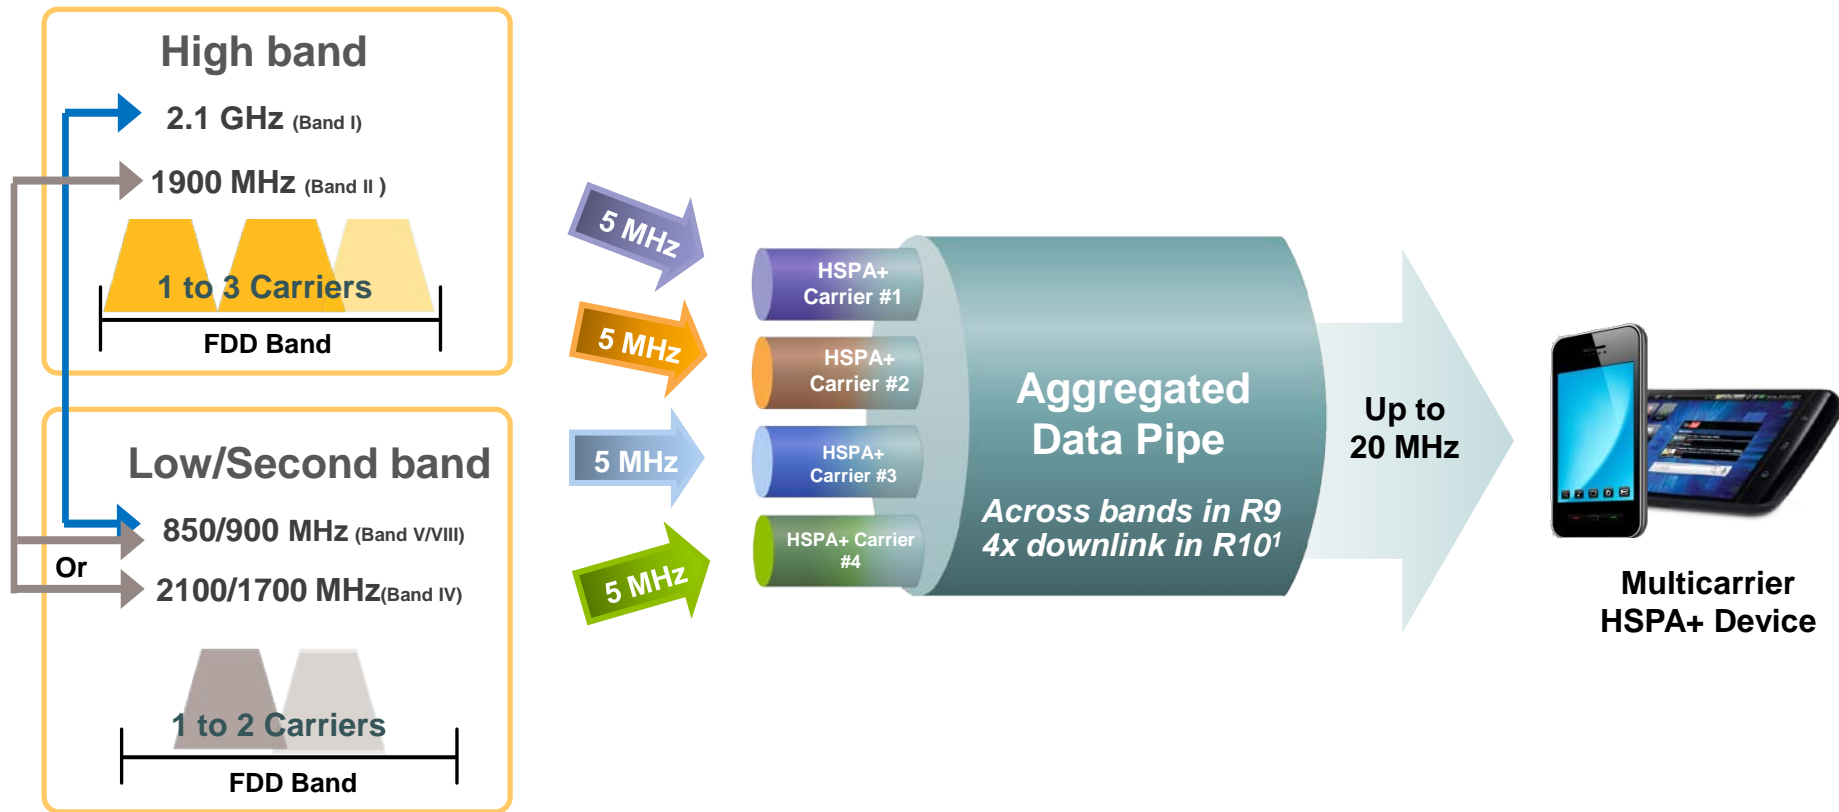 High band
2.1 GHz (Band I)
1900 MHz (Band II )
1 to 3 Carriers
FDD Band
Low/Second band
850/900 MHz (Band V/VIII)
Or
2100/1700 MHz(Band IV)
1 to 2 Carriers
FDD Band
5 MHz
5 MHz
5 MHz
5 MHz
HSPA+
Carrier #1
HSPA+
Carrier #2
HSPA+
Carrier #3
HSPA+ Carrier
#4
Aggregated
Data Pipe
Across bands in R9
4x downlink in R10¹
Up to
20 MHz
Multicarrier
HSPA+ Device